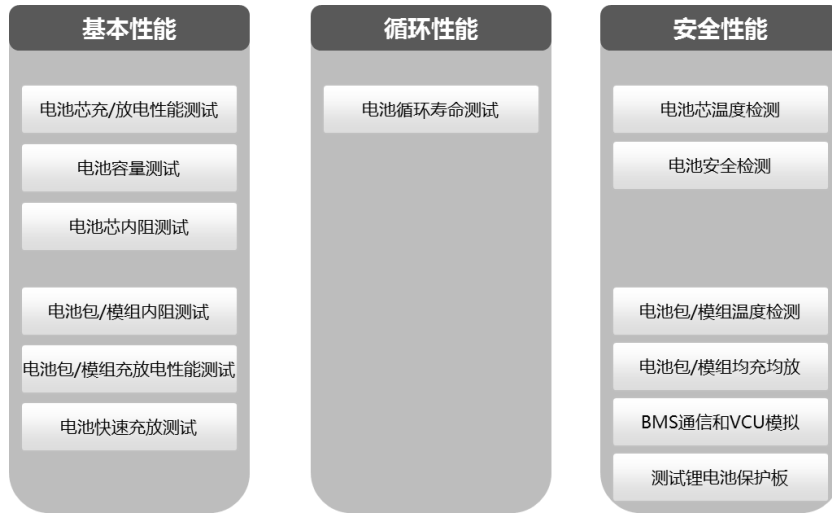 基本性能
电池芯充/放电性能测试
电池容量测试
电池芯内阻测试
电池包/模组内阻测试
电池包/模组充放电性能测试
电池快速充放测试
循环性能
电池循环寿命测试
安全性能
电池芯温度检测
电池安全检测
电池包/模组温度检测
电池包/模组均充均放
BMS通信和VCU模拟
测试锂电池保护板